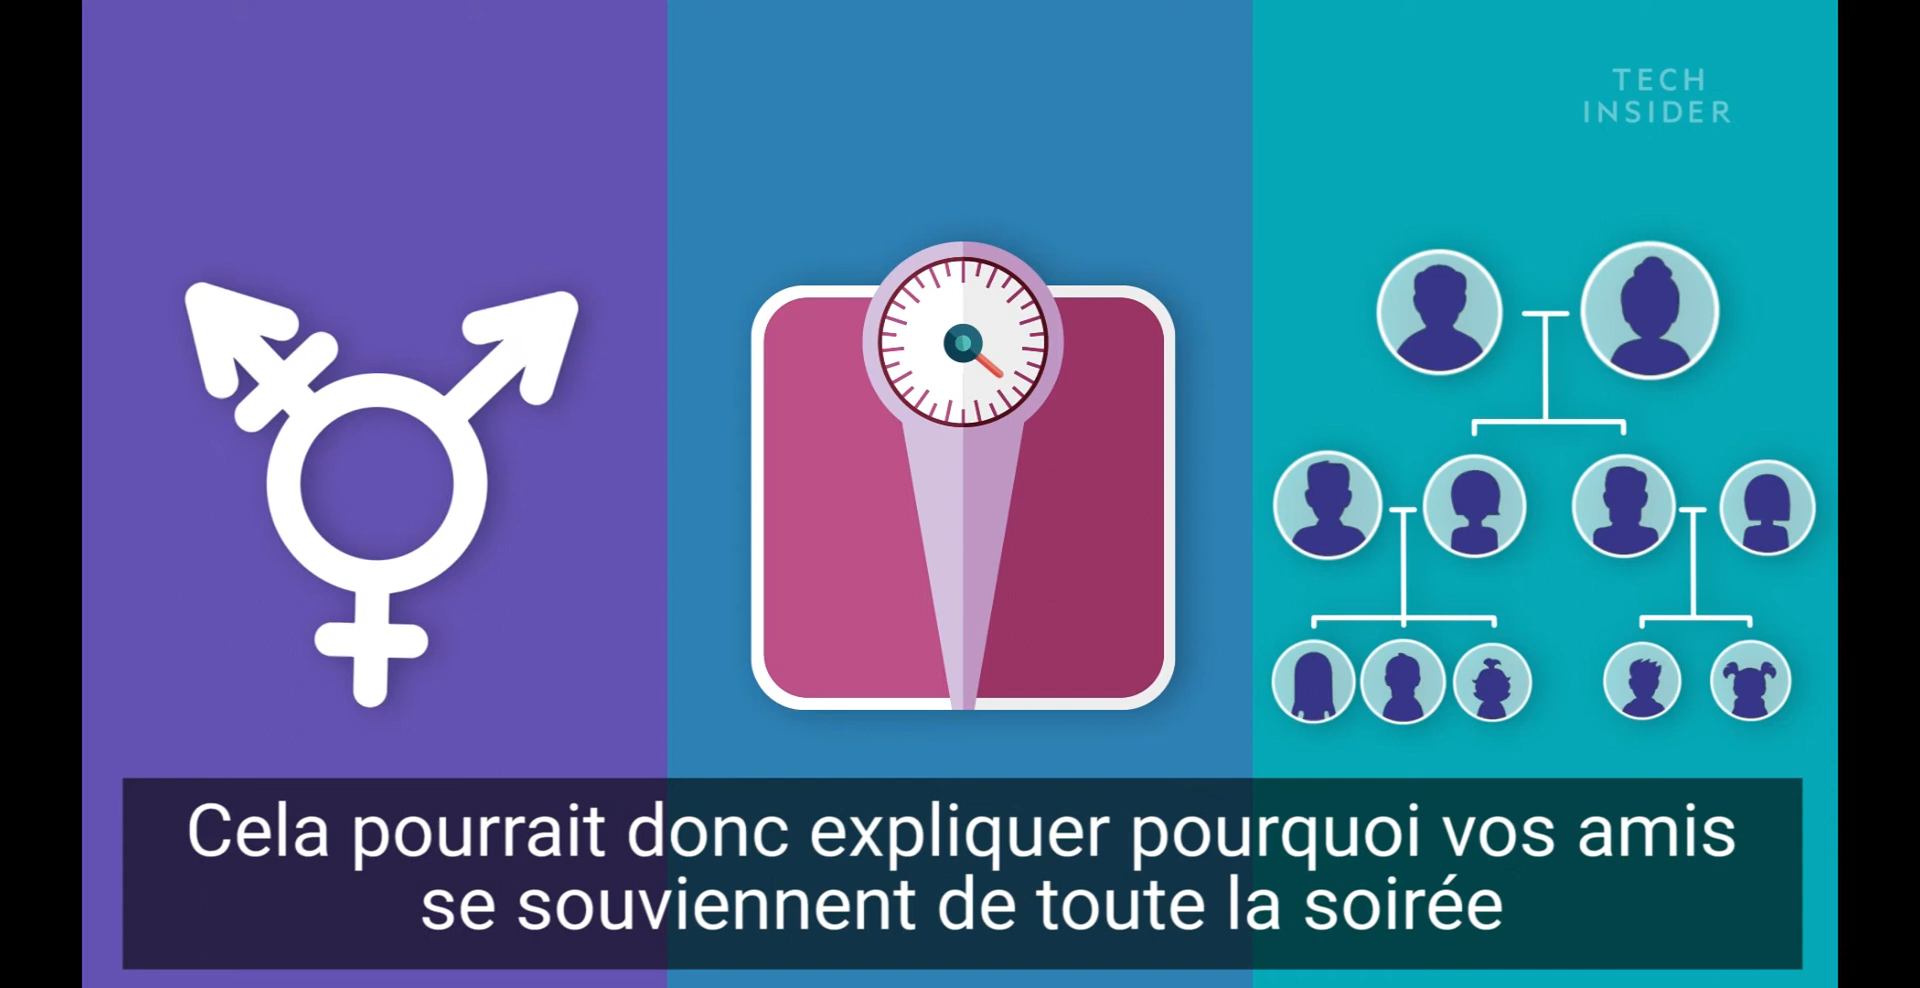 TECH
INSIDER
Cela pourrait donc expliquer pourquoi vos amis
se souviennent de toute la soirée